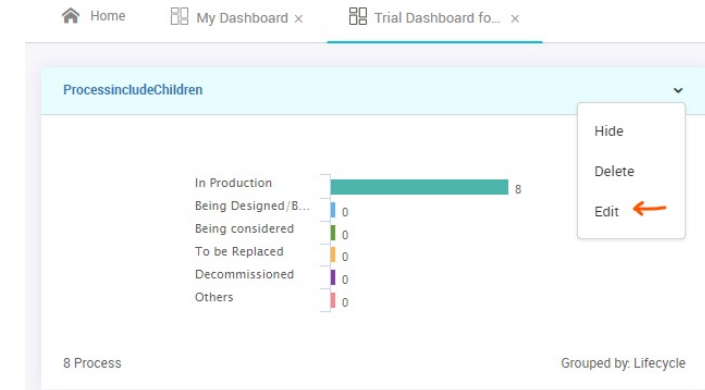 Home
My Dashboard ×
Trial Dashboard fo... ×
ProcessincludeChildren
Hide
Delete
Edit
In Production 8
Being Designed/B... 0
Being considered 0
To be Replaced 0
Decommissioned 0
Others 0
8 Process
Grouped by: Lifecycle